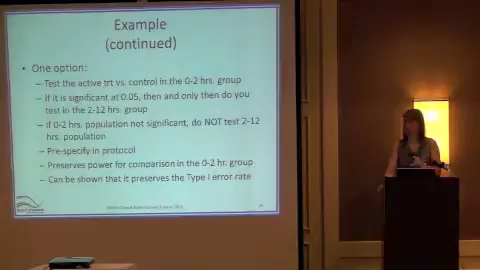 Example
(continued)
• One option:
– Test the active trt vs. control in the 0-2 hrs. group
– If it is significant at 0.05, then and only then do you
test in the 2-12 hrs. group
– If 0-2 hrs. population not significant, do NOT test 2-12
hrs. population
– Pre-specify in protocol
– Preserves power for comparison in the 0-2 hr. group
– Can be shown that it preserves the Type I error rate